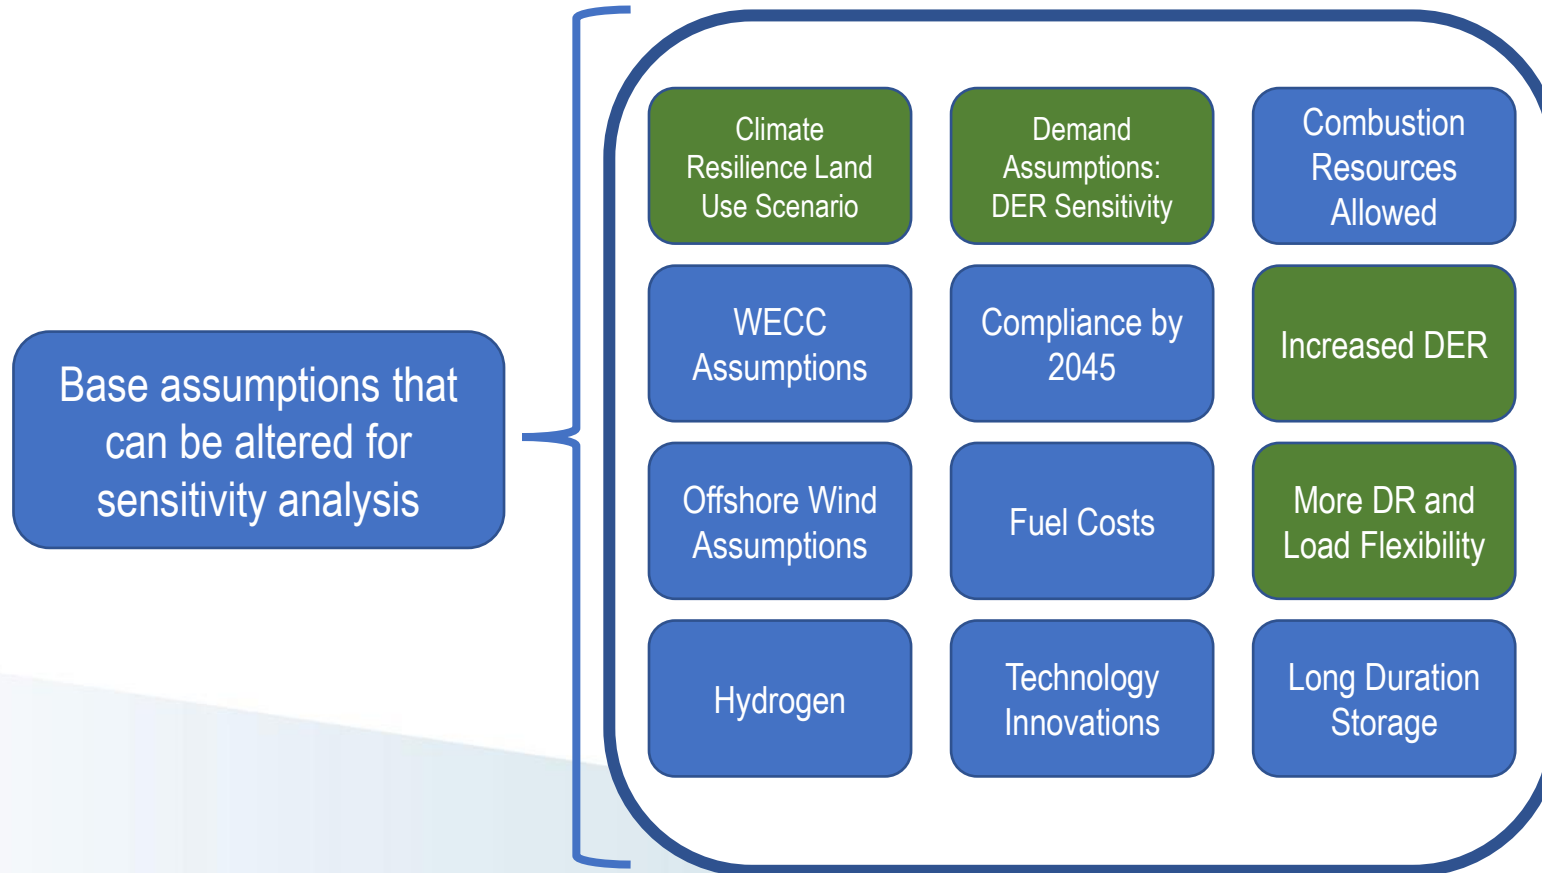 Base assumptions that
can be altered for
sensitivity analysis
Climate
Resilience Land
Use Scenario
Demand
Assumptions:
DER Sensitivity
Combustion
Resources
Allowed
WECC
Assumptions
Compliance by
2045
Increased DER
Offshore Wind
Assumptions
Fuel Costs
More DR and
Load Flexibility
Hydrogen
Technology
Innovations
Long Duration
Storage